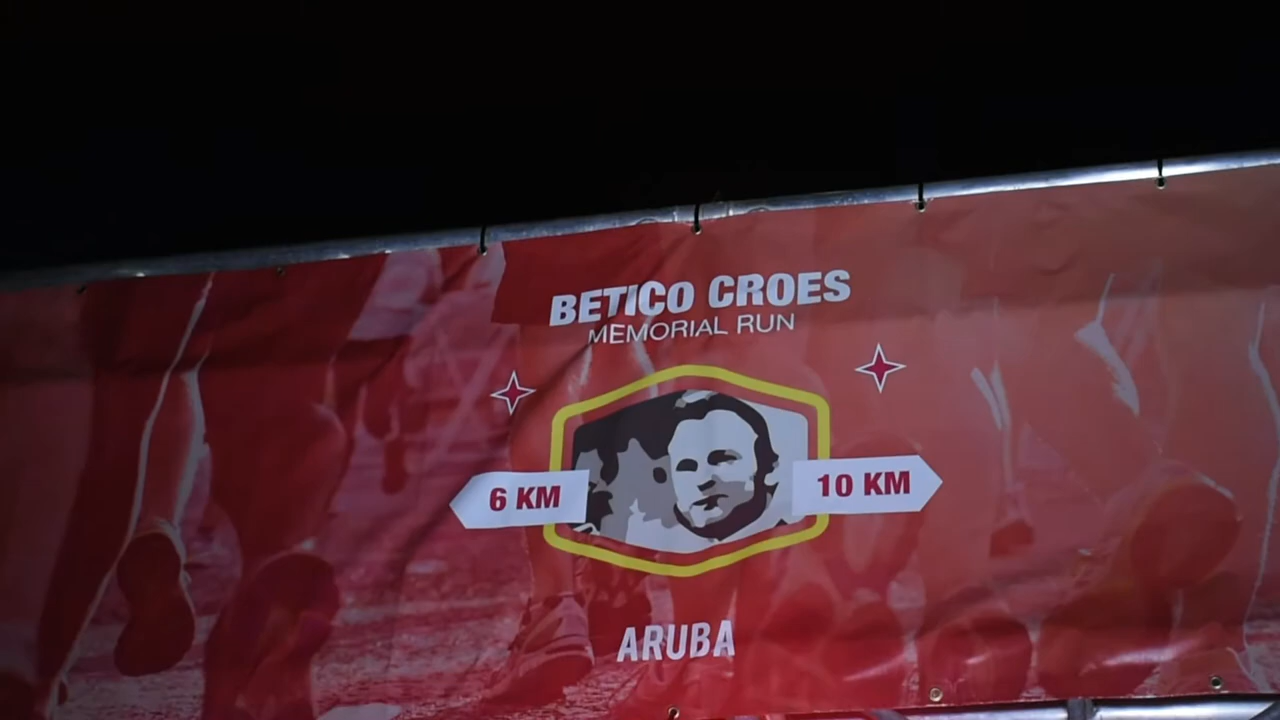 BETICO CROES
MEMORIAL RUN
6 KM
10 KM
ARUBA